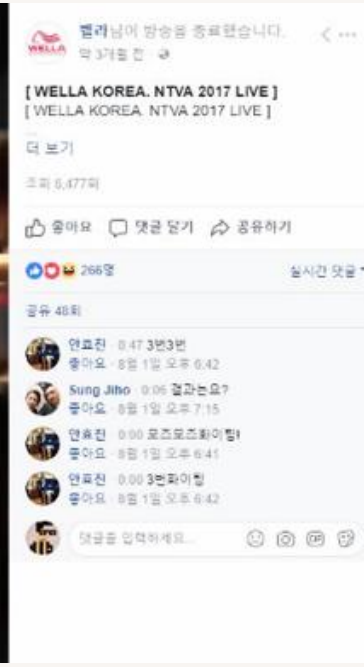 웰라님이 방송을 종료했습니다.
WELLA
약 3개월 전
[ WELLA KOREA. NTVA 2017 LIVE ]
[ WELLA KOREA. NTVA 2017 LIVE ]
...
더 보기
조회 6,477회
좋아요 댓글 달기 공유하기
266명 실시간 댓글
공유 48회
안효진 · 0:47 3번3번
좋아요 · 8월 1일 오후 6:42
Sung Jiho · 0:06 결과는요?
좋아요 · 8월 1일 오후 7:15
안효진 · 0:00 모즈모즈화이팅!
좋아요 · 8월 1일 오후 6:41
안효진 · 0:00 3번화이팅
좋아요 · 8월 1일 오후 6:42
댓글을 입력하세요...
GIF